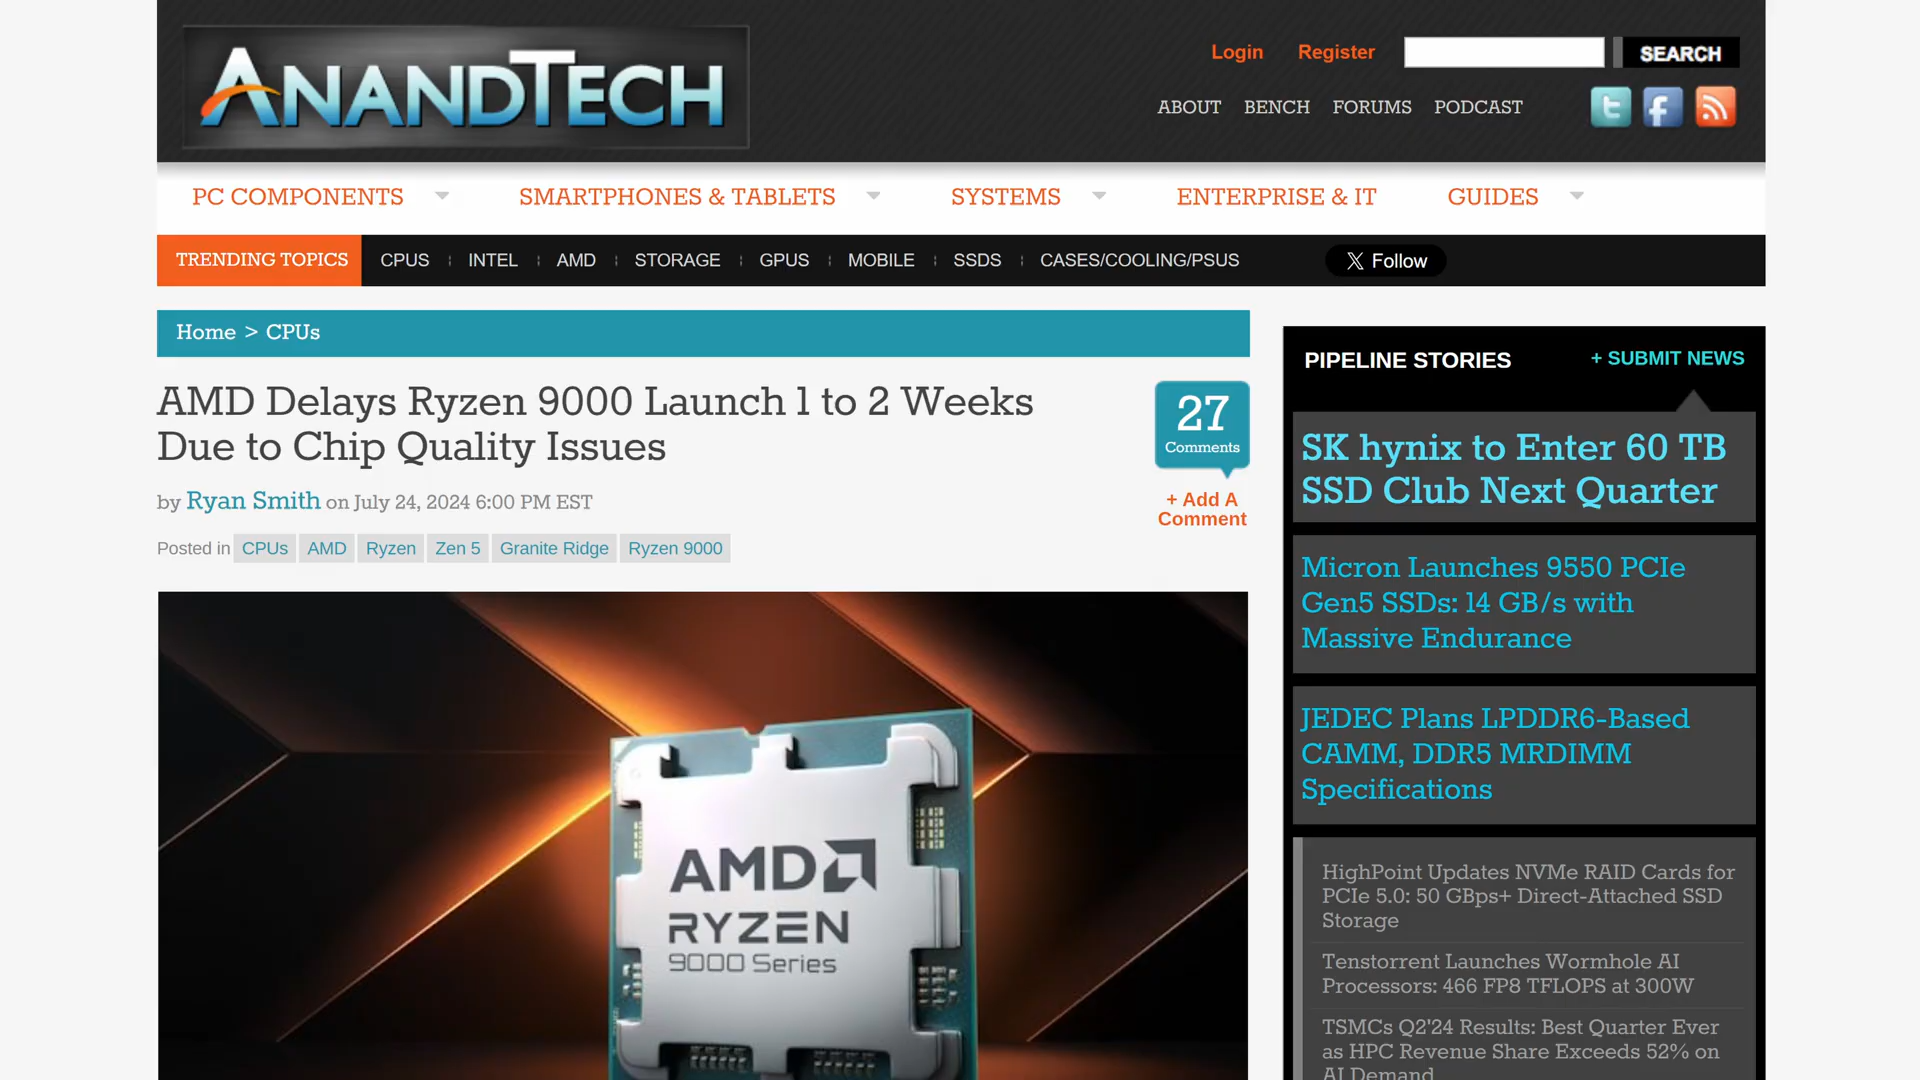 ANANDTECH
Login Register SEARCH
ABOUT BENCH FORUMS PODCAST
PC COMPONENTS SMARTPHONES & TABLETS SYSTEMS ENTERPRISE & IT GUIDES
TRENDING TOPICS CPUS INTEL AMD STORAGE GPUS MOBILE SSDS CASES/COOLING/PSUS X Follow
Home > CPUs
AMD Delays Ryzen 9000 Launch 1 to 2 Weeks
Due to Chip Quality Issues
by Ryan Smith on July 24, 2024 6:00 PM EST
Posted in CPUs AMD Ryzen Zen 5 Granite Ridge Ryzen 9000
27
Comments
+ Add A
Comment
AMD
RYZEN
9000 Series
PIPELINE STORIES + SUBMIT NEWS
SK hynix to Enter 60 TB
SSD Club Next Quarter
Micron Launches 9550 PCIe
Gen5 SSDs: 14 GB/s with
Massive Endurance
JEDEC Plans LPDDR6-Based
CAMM, DDR5 MRDIMM
Specifications
HighPoint Updates NVMe RAID Cards for
PCIe 5.0: 50 GBps+ Direct-Attached SSD
Storage
Tenstorrent Launches Wormhole AI
Processors: 466 FP8 TFLOPS at 300W
TSMCs Q2'24 Results: Best Quarter Ever
as HPC Revenue Share Exceeds 52% on
AI Demand